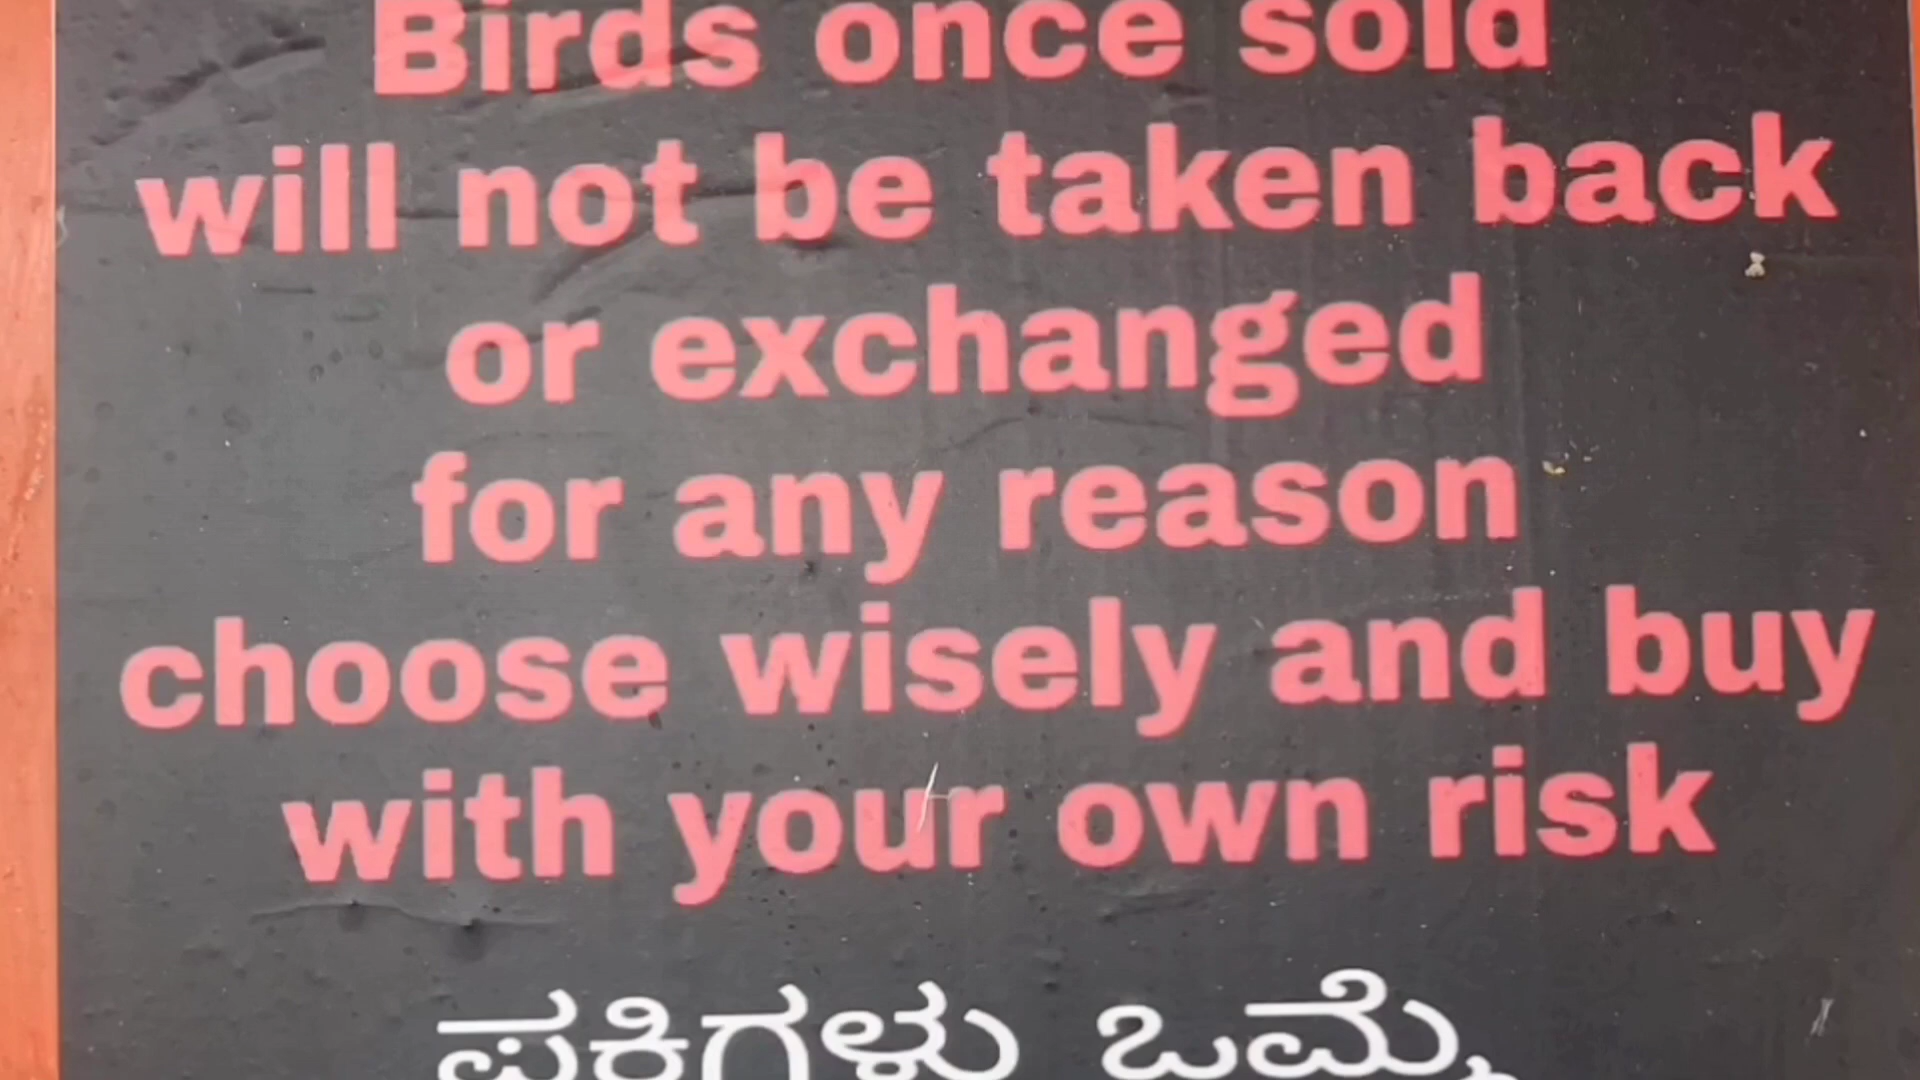 Birds once sold
will not be taken back
or exchanged
for any reason
choose wisely and buy
with your own risk
ಪಕಿಗಳು ಒಮ್ಮೆ